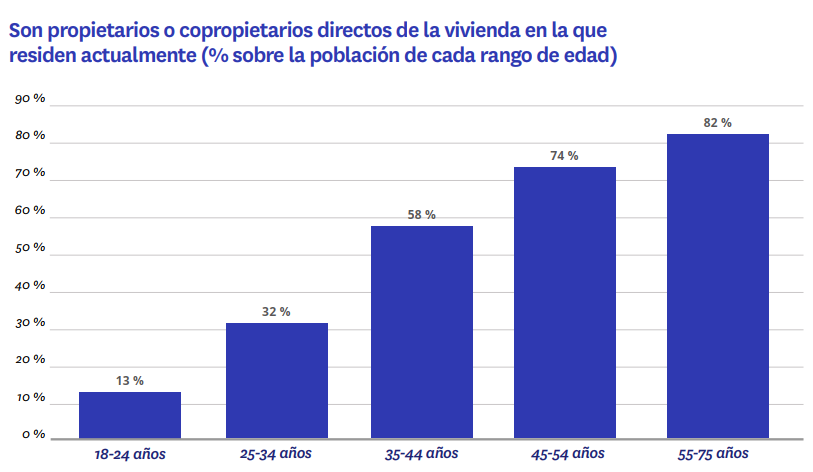 Son propietarios o copropietarios directos de la vivienda en la que
residen actualmente (% sobre la población de cada rango de edad)
90 %
80 %
70 %
60 %
50 %
40 %
30 %
20 %
10 %
0 %
13 %
32 %
58 %
74 %
82 %
18-24 años
25-34 años
35-44 años
45-54 años
55-75 años